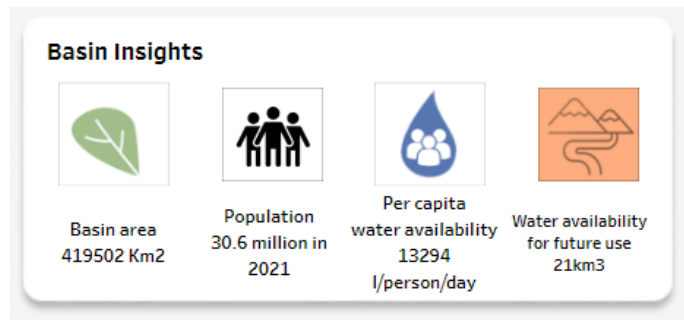 Basin Insights
Basin area
419502 Km2
Population
30.6 million in
2021
Per capita
water availability
13294
l/person/day
Water availability
for future use
21km3